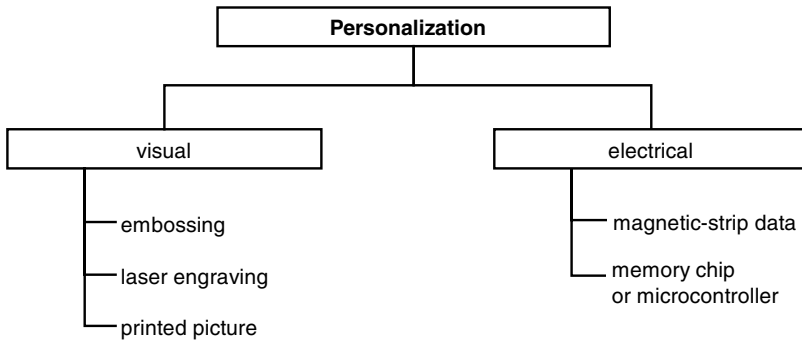 Personalization
visual
electrical
embossing
laser engraving
printed picture
magnetic-strip data
memory chip
or microcontroller